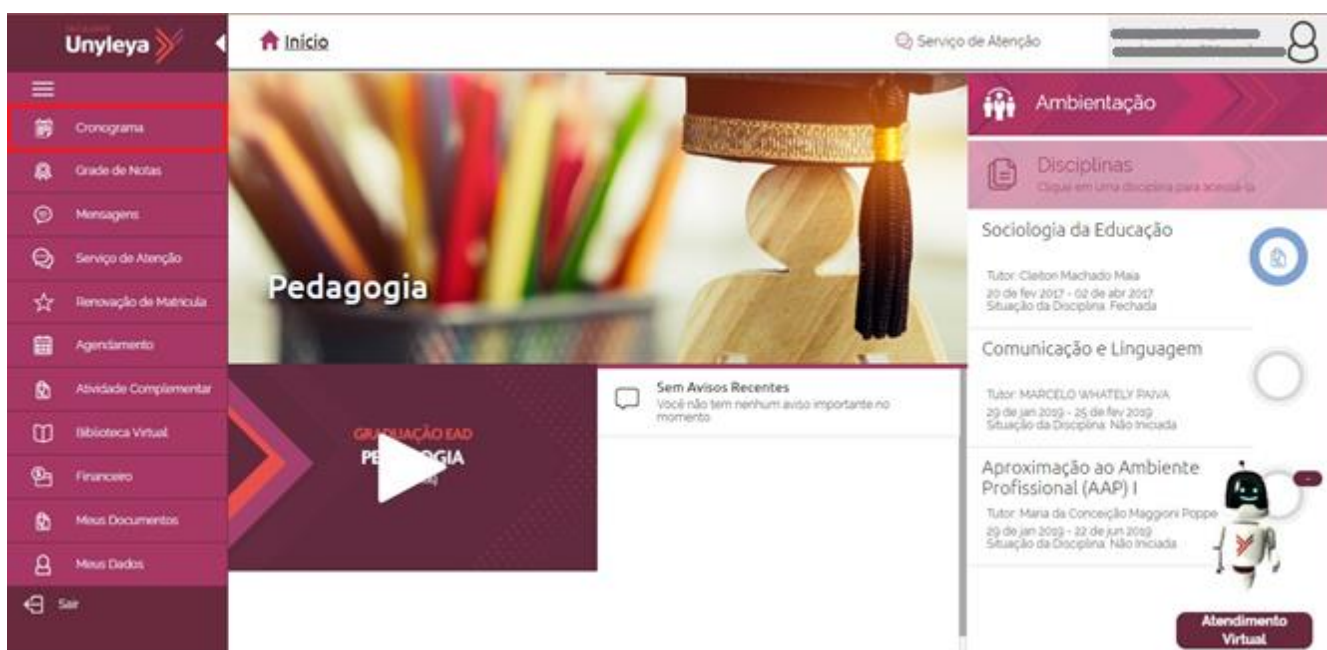 Unyleya
Início
Serviço de Atenção
Cronograma
Grade de Notas
Mensagens
Serviço de Atenção
Renovação de Matrícula
Agendamento
Atividade Complementar
Biblioteca Virtual
Financeiro
Meus Documentos
Meus Dados
Sair
Pedagogia
GRADUAÇÃO EAD
Sem Avisos Recentes
Você não tem nenhum aviso importante no
momento
Ambientação
Disciplinas
Clique em uma disciplina para acessá-la
Sociologia da Educação
Tutor: Cleiton Machado Maia
20 de fev 2017 - 02 de abr 2017
Situação da Disciplina: Fechada
Comunicação e Linguagem
Tutor: MARCELO WHATELY PAIVA
29 de jan 2019 - 25 de fev 2019
Situação da Disciplina: Não Iniciada
Aproximação ao Ambiente
Profissional (AAP) I
Tutor: Maria da Conceição Maggioni Poppe
29 de jan 2019 - 22 de jun 2019
Situação da Disciplina: Não Iniciada
Atendimento
Virtual